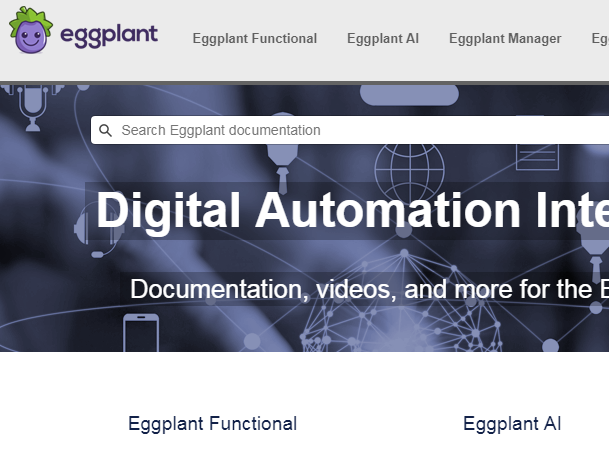 eggplant
Eggplant Functional Eggplant AI Eggplant Manager Eg
Search Eggplant documentation
Digital Automation Inte
Documentation, videos, and more for the E
Eggplant Functional Eggplant AI